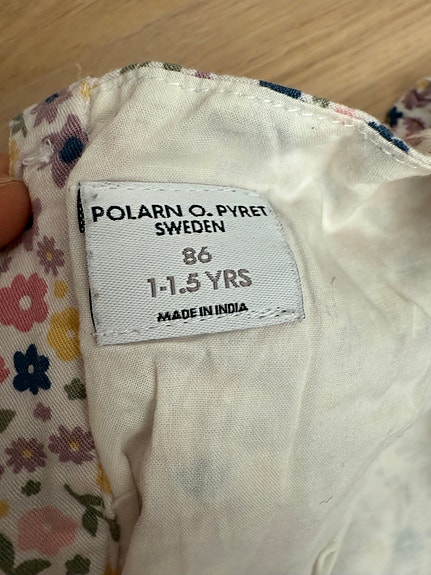 POLARN O. PYRET
SWEDEN
86
1-1.5 YRS
MADE IN INDIA